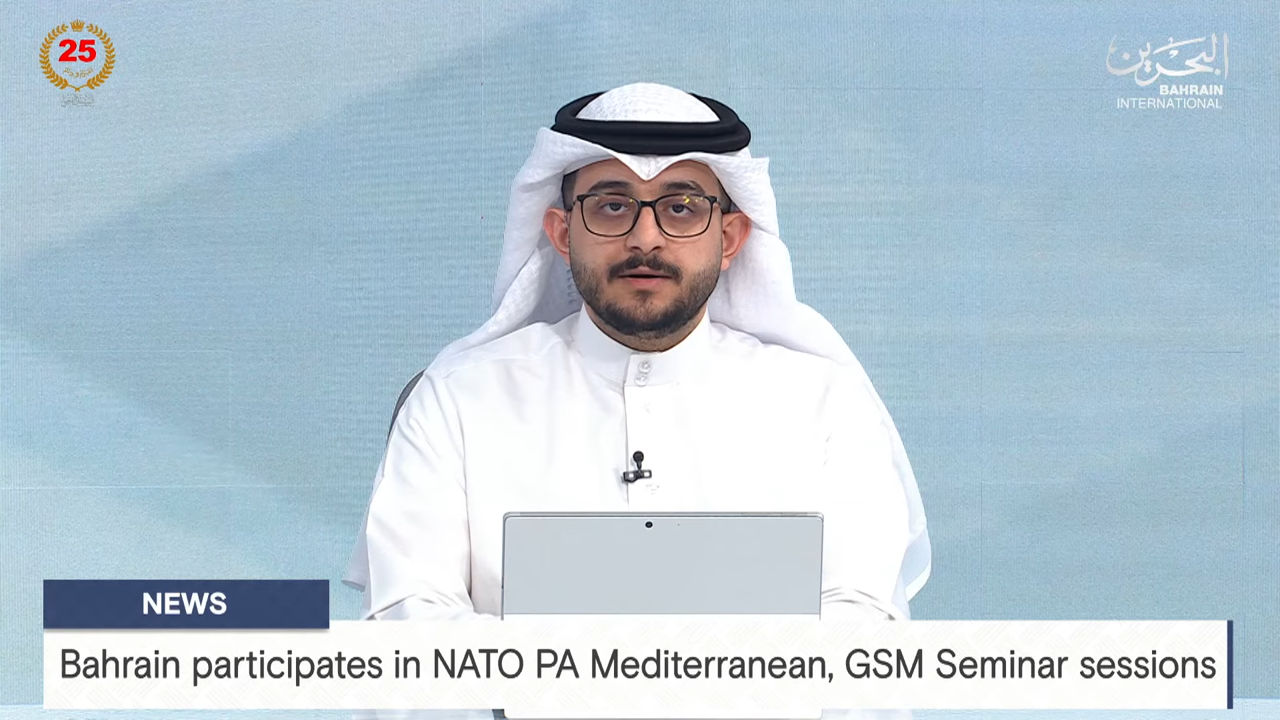 25
البحرين
BAHRAIN
INTERNATIONAL
NEWS
Bahrain participates in NATO PA Mediterranean, GSM Seminar sessions